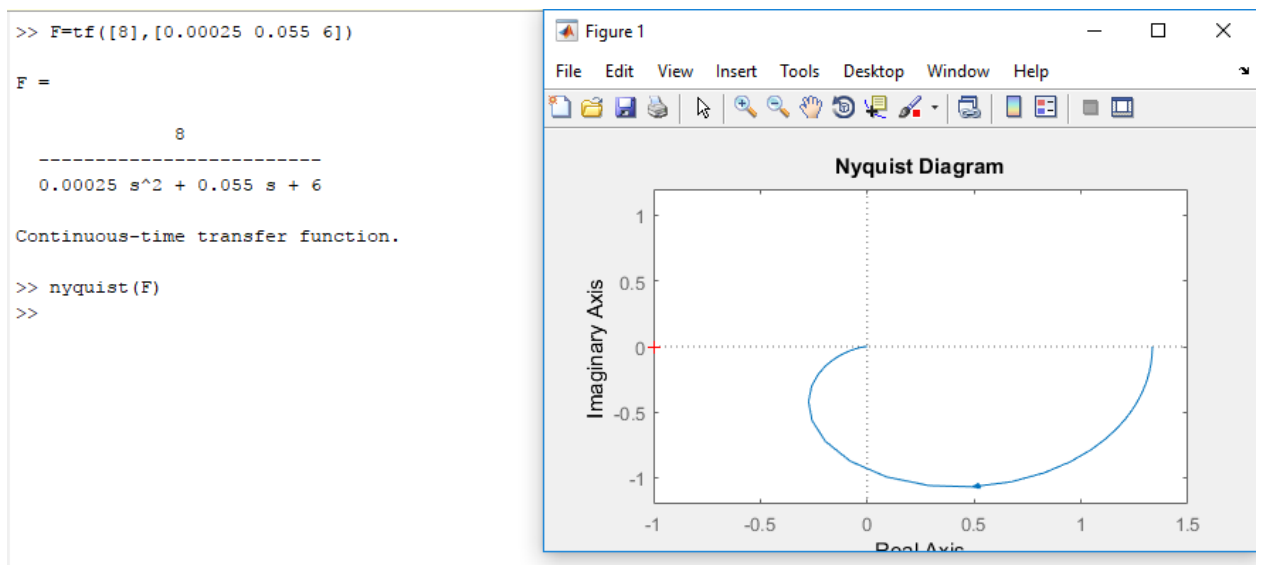 >> F=tf([8],[0.00025 0.055 6])
F =
8
-------------------------
0.00025 s^2 + 0.055 s + 6
Continuous-time transfer function.
>> nyquist(F)
>>
Figure 1
File Edit View Insert Tools Desktop Window Help
Nyquist Diagram
Imaginary Axis
1
0.5
0
-0.5
-1
-1 -0.5 0 0.5 1 1.5
Real Axis